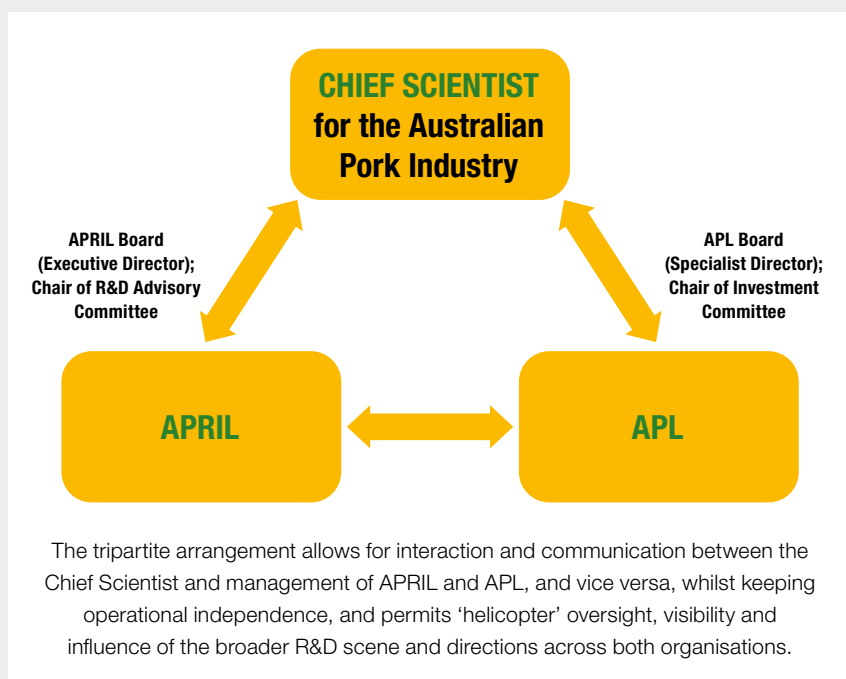 CHIEF SCIENTIST
for the Australian
Pork Industry
APRIL Board
(Executive Director);
Chair of R&D Advisory
Committee
APL Board
(Specialist Director);
Chair of Investment
Committee
APRIL
APL
The tripartite arrangement allows for interaction and communication between the
Chief Scientist and management of APRIL and APL, and vice versa, whilst keeping
operational independence, and permits ‘helicopter’ oversight, visibility and
influence of the broader R&D scene and directions across both organisations.